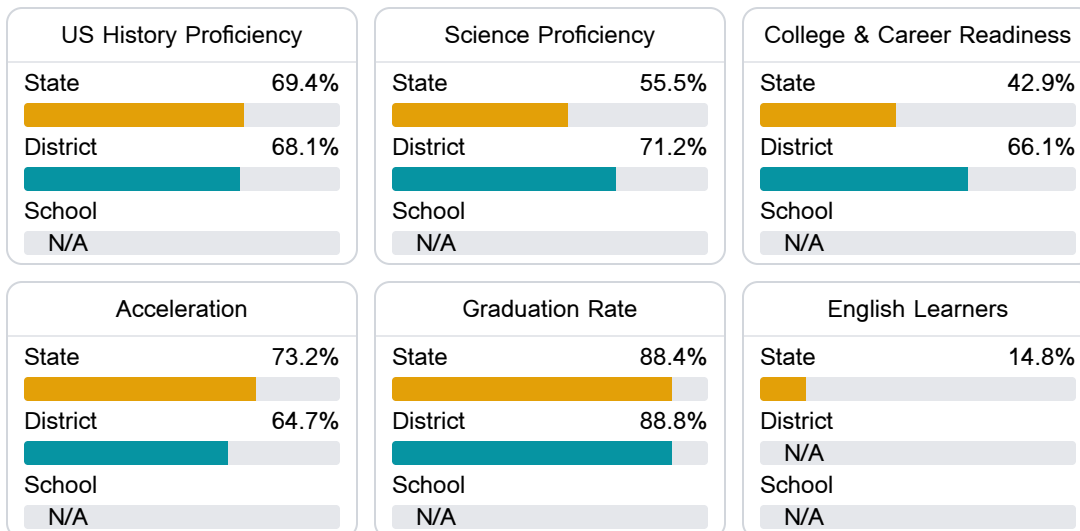 US History Proficiency
State 69.4%
District 68.1%
School
N/A
Science Proficiency
State 55.5%
District 71.2%
School
N/A
College & Career Readiness
State 42.9%
District 66.1%
School
N/A
Acceleration
State 73.2%
District 64.7%
School
N/A
Graduation Rate
State 88.4%
District 88.8%
School
N/A
English Learners
State 14.8%
District
N/A
School
N/A